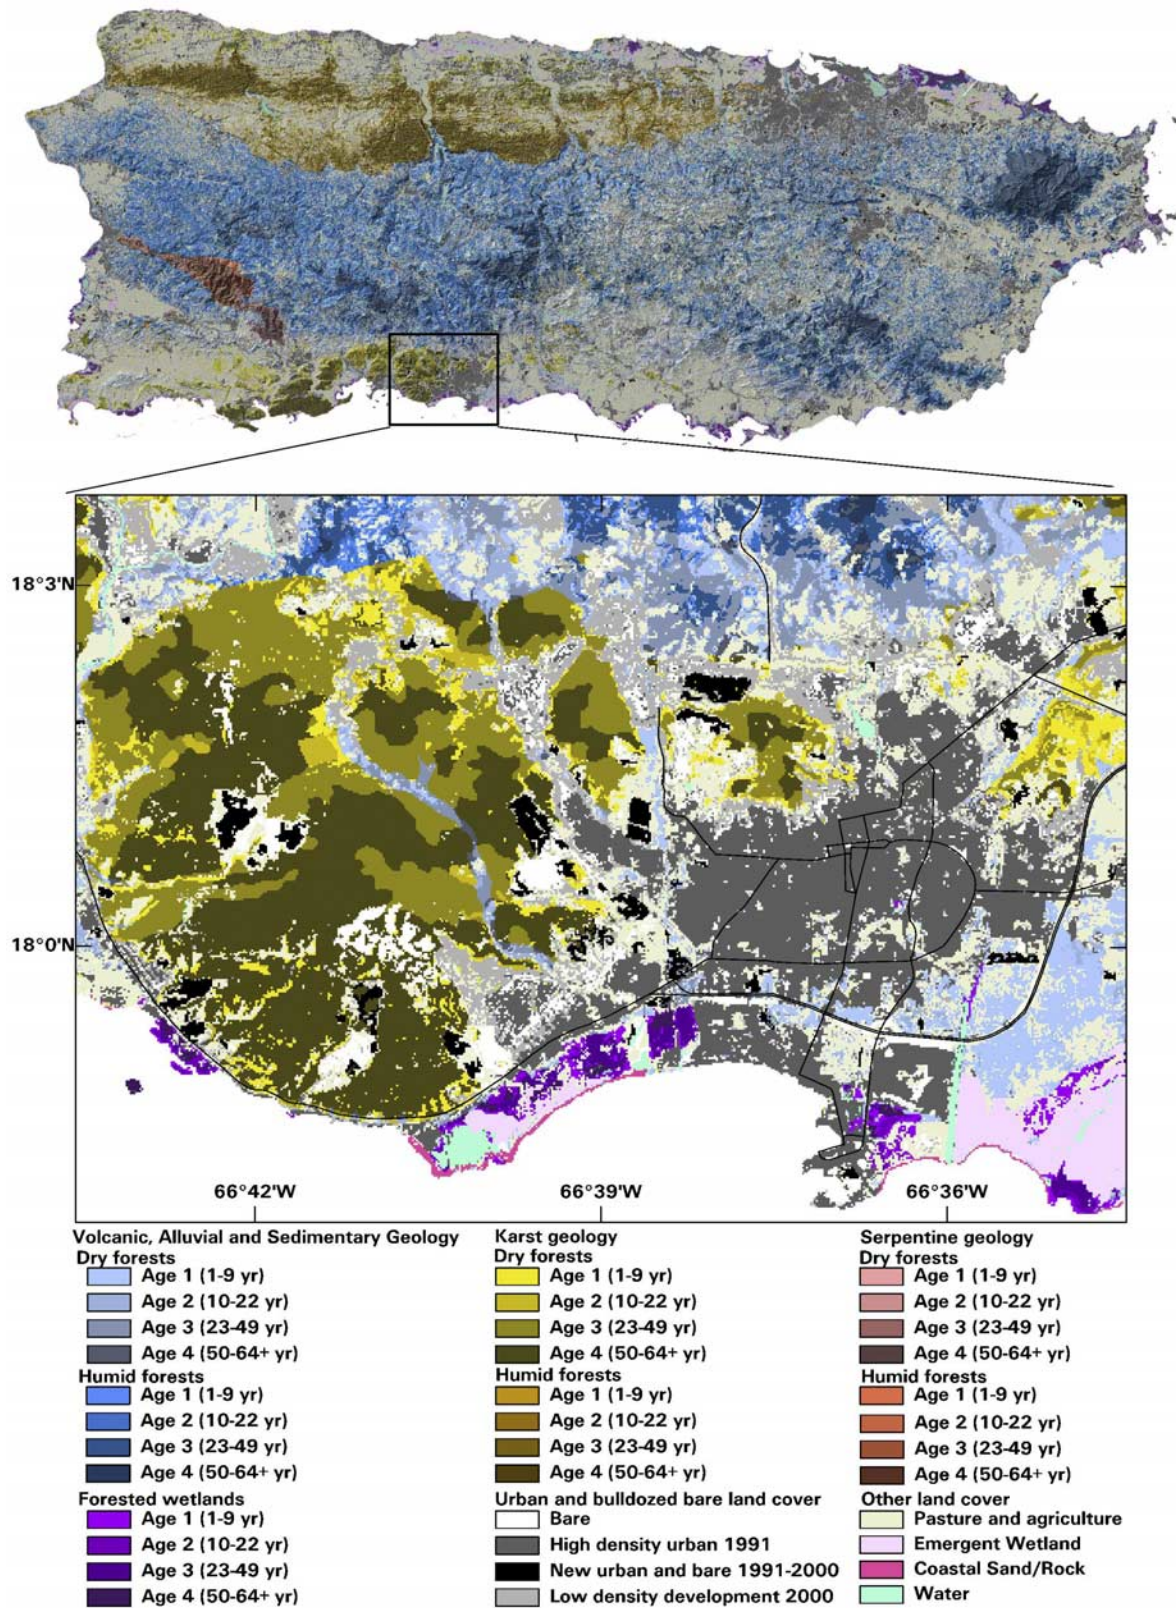 18°3'N
18°0'N
66°42'W 66°39'W 66°36'W
Volcanic, Alluvial and Sedimentary Geology
Dry forests
Age 1 (1-9 yr)
Age 2 (10-22 yr)
Age 3 (23-49 yr)
Age 4 (50-64+ yr)
Humid forests
Age 1 (1-9 yr)
Age 2 (10-22 yr)
Age 3 (23-49 yr)
Age 4 (50-64+ yr)
Forested wetlands
Age 1 (1-9 yr)
Age 2 (10-22 yr)
Age 3 (23-49 yr)
Age 4 (50-64+ yr)
Karst geology
Dry forests
Age 1 (1-9 yr)
Age 2 (10-22 yr)
Age 3 (23-49 yr)
Age 4 (50-64+ yr)
Humid forests
Age 1 (1-9 yr)
Age 2 (10-22 yr)
Age 3 (23-49 yr)
Age 4 (50-64+ yr)
Urban and bulldozed bare land cover
Bare
High density urban 1991
New urban and bare 1991-2000
Low density development 2000
Serpentine geology
Dry forests
Age 1 (1-9 yr)
Age 2 (10-22 yr)
Age 3 (23-49 yr)
Age 4 (50-64+ yr)
Humid forests
Age 1 (1-9 yr)
Age 2 (10-22 yr)
Age 3 (23-49 yr)
Age 4 (50-64+ yr)
Other land cover
Pasture and agriculture
Emergent Wetland
Coastal Sand/Rock
Water